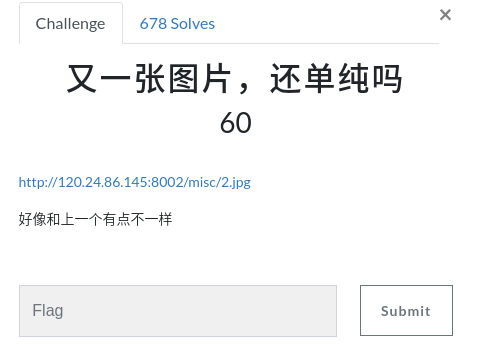 Challenge
678 Solves
×
又一张图片，还单纯吗
60
http://120.24.86.145:8002/misc/2.jpg
好像和上一个有点不一样
Flag
Submit